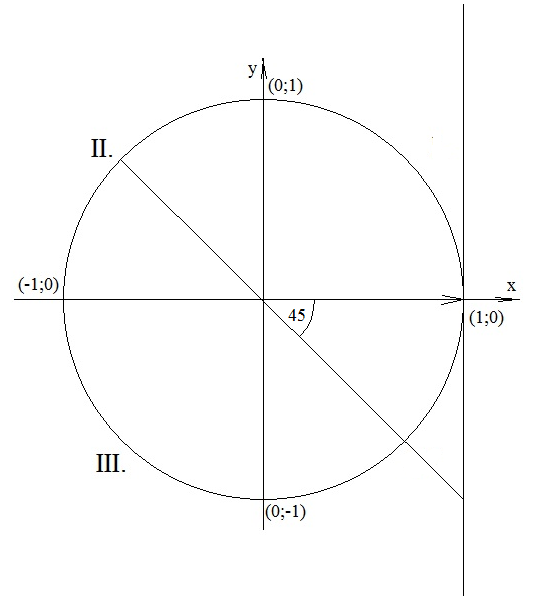 y
(0;1)
II.
(-1;0)
x
45
(1;0)
III.
(0;-1)